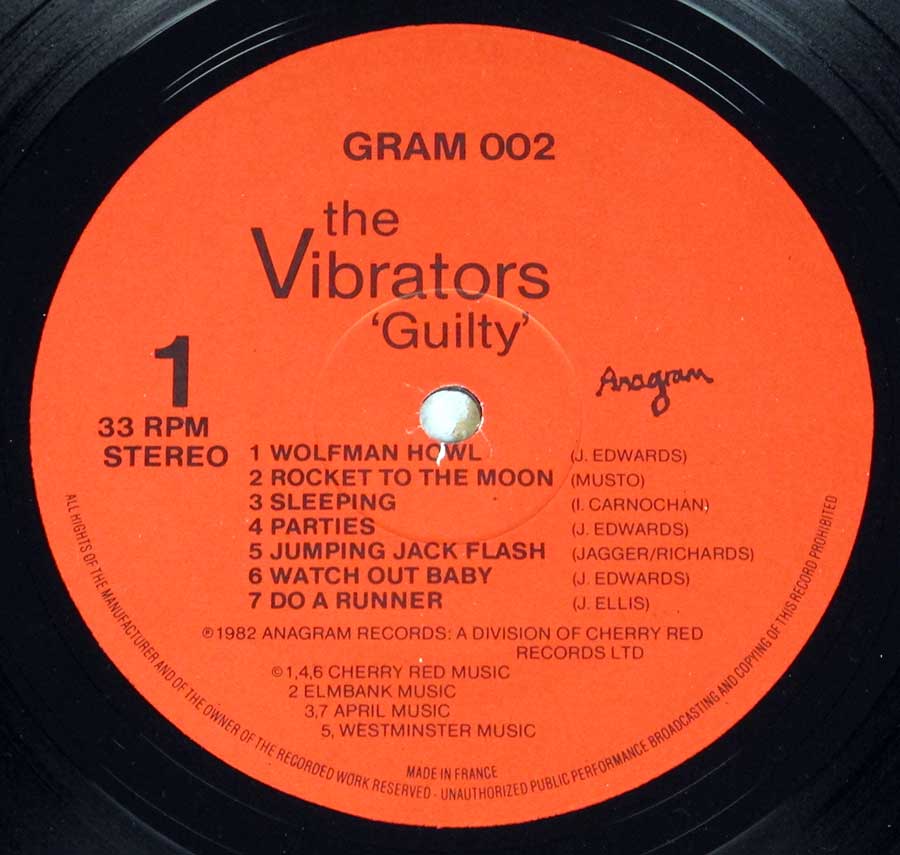 GRAM 002
the
Vibrators
‘Guilty’
Anagram
1
33 RPM
STEREO
1 WOLFMAN HOWL (J. EDWARDS)
2 ROCKET TO THE MOON (MUSTO)
3 SLEEPING (I. CARNOCHAN)
4 PARTIES (J. EDWARDS)
5 JUMPING JACK FLASH (JAGGER/RICHARDS)
6 WATCH OUT BABY (J. EDWARDS)
7 DO A RUNNER (J. ELLIS)
℗1982 ANAGRAM RECORDS: A DIVISION OF CHERRY RED
RECORDS LTD
©1,4,6 CHERRY RED MUSIC
2 ELMBANK MUSIC
3,7 APRIL MUSIC
5, WESTMINSTER MUSIC
MADE IN FRANCE
ALL RIGHTS OF THE MANUFACTURER AND OF THE OWNER OF THE RECORDED WORK RESERVED - UNAUTHORIZED PUBLIC PERFORMANCE BROADCASTING AND COPYING OF THIS RECORD PROHIBITED